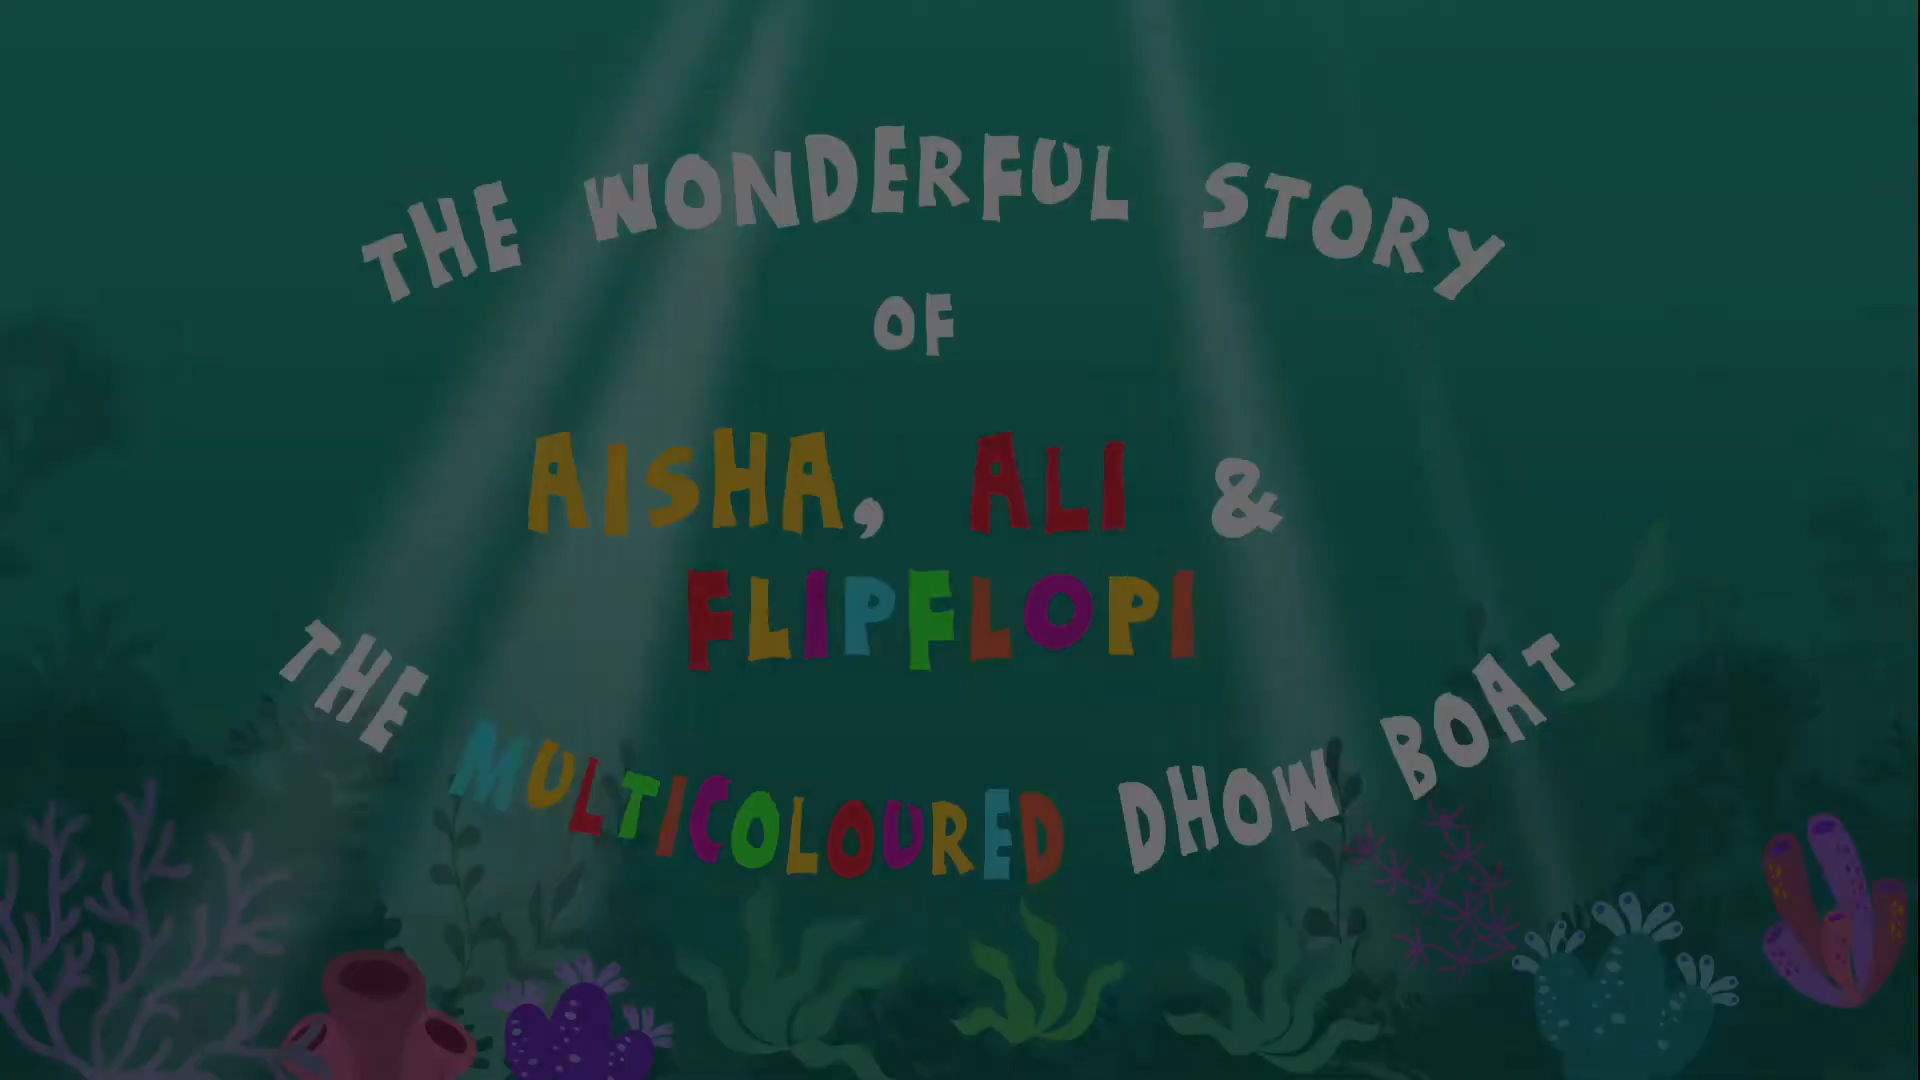 THE WONDERFUL STORY
OF
AISHA, ALI &
FLIPFLOPI
THE MULTICOLOURED DHOW BOAT